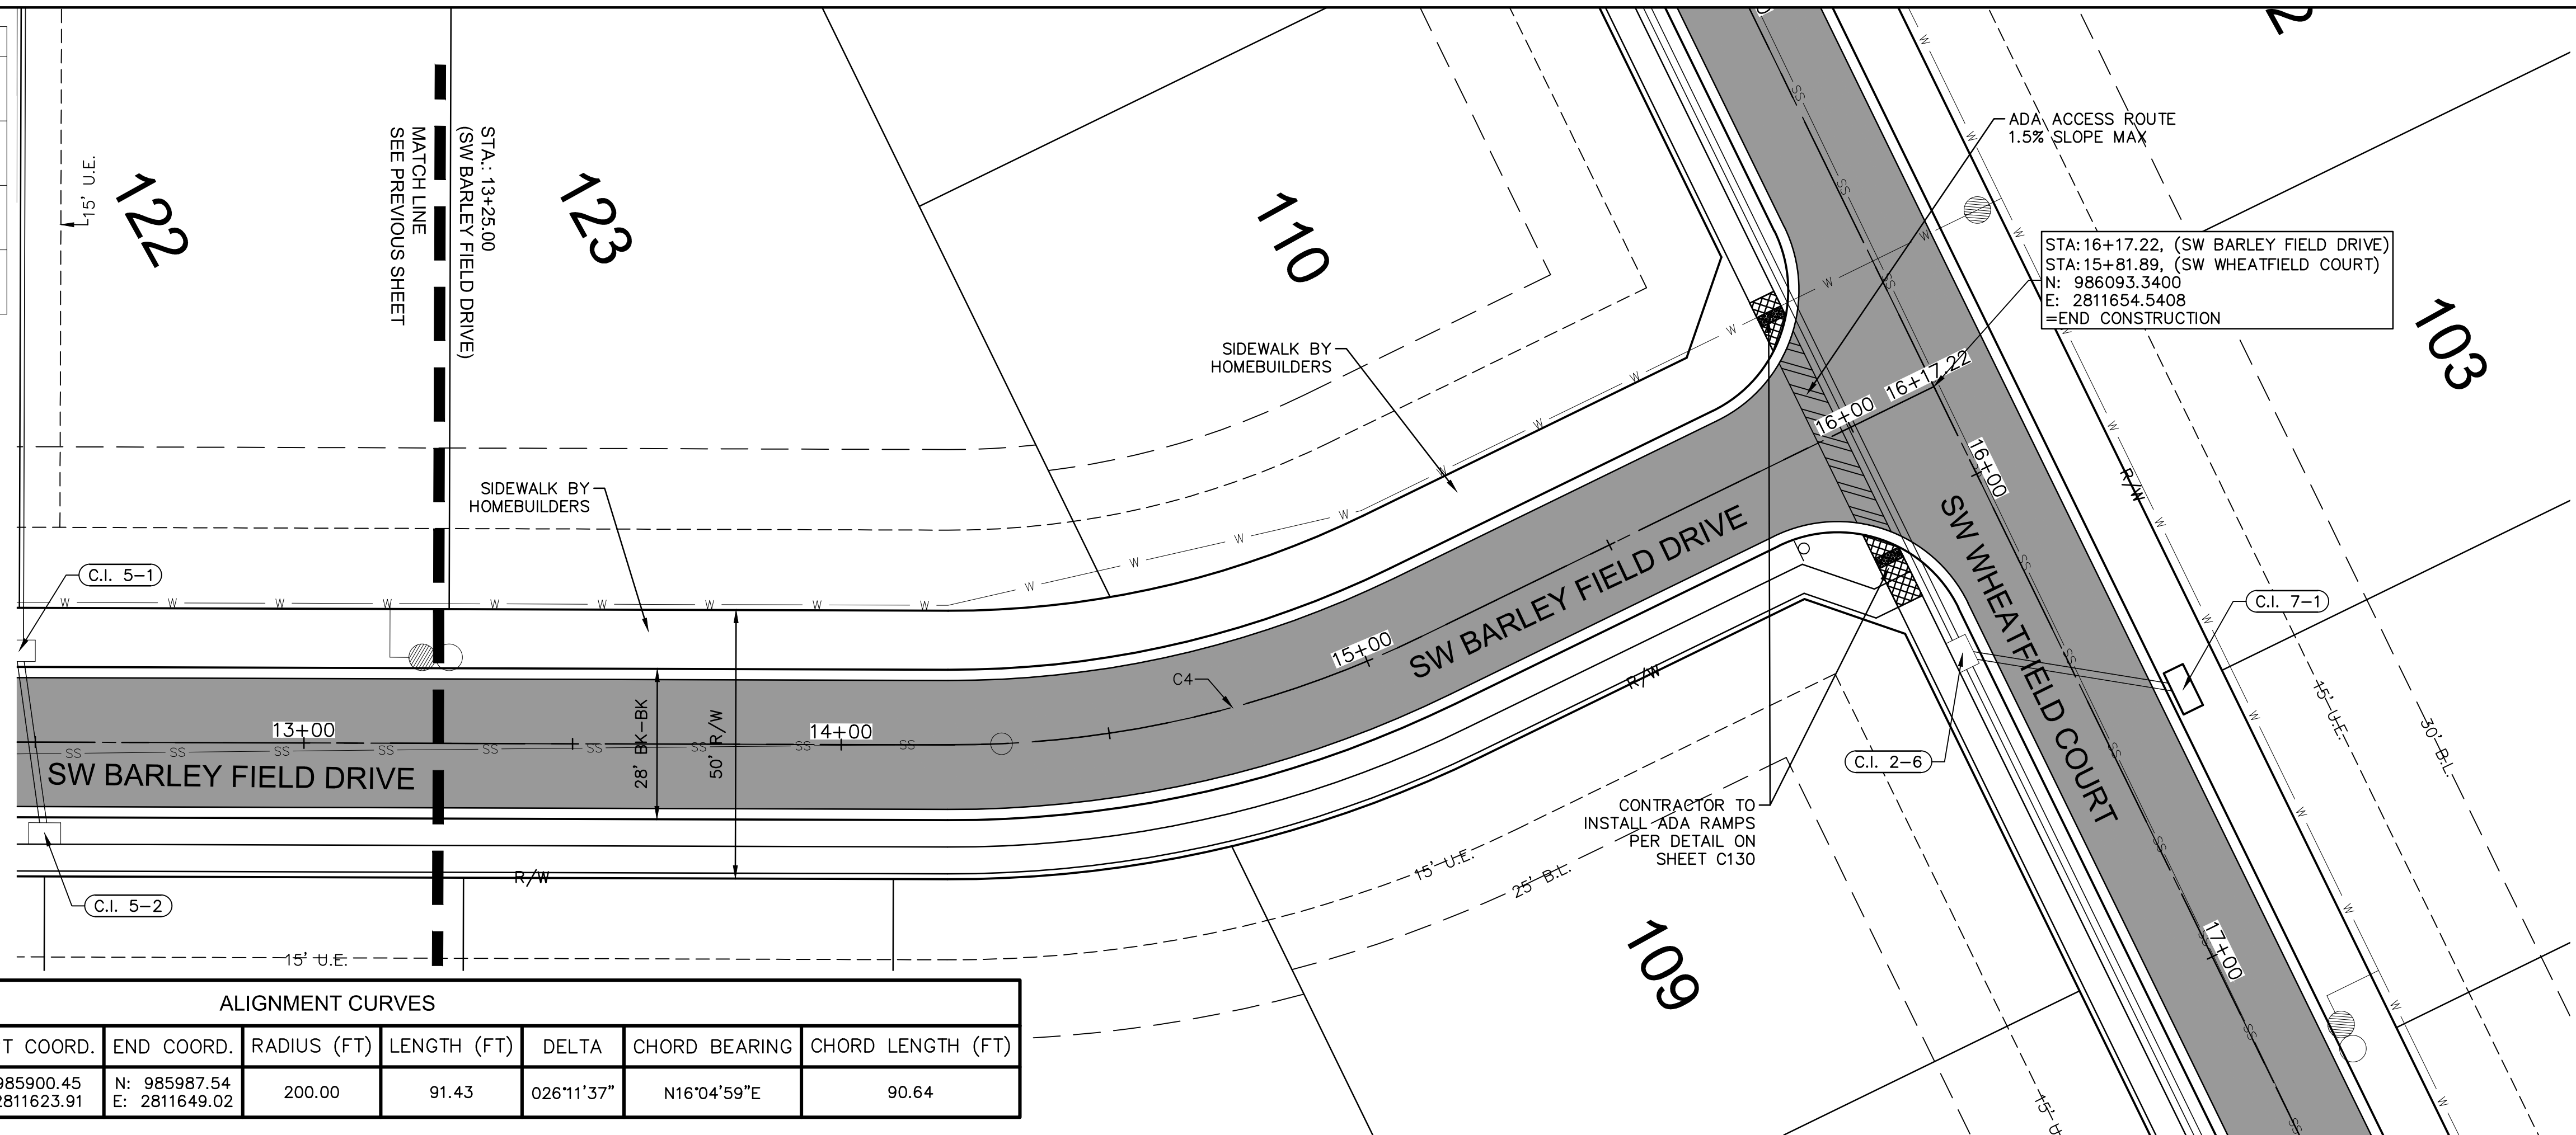 122
15' U.E.
STA.: 13+25.00
(SW BARLEY FIELD DRIVE)
MATCH LINE
SEE PREVIOUS SHEET
123
110
ADA ACCESS ROUTE
1.5% SLOPE MAX
STA:16+17.22, (SW BARLEY FIELD DRIVE)
STA:15+81.89, (SW WHEATFIELD COURT)
N: 986093.3400
E: 2811654.5408
=END CONSTRUCTION
103
SIDEWALK BY
HOMEBUILDERS
16+17.22
16+00
16+00
R/W
SIDEWALK BY
HOMEBUILDERS
C.I. 5-1
SW BARLEY FIELD DRIVE
SW WHEATFIELD COURT
C.I. 7-1
15+00
C4
R/W
13+00
14+00
28' BK-BK
50' R/W
SW BARLEY FIELD DRIVE
C.I. 2-6
15' U.E.
30' B.L.
CONTRACTOR TO
INSTALL ADA RAMPS
PER DETAIL ON
SHEET C130
15' U.E.
25' B.L.
C.I. 5-2
R/W
15' U.E.
109
17+00
15' U
ALIGNMENT CURVES
T COORD. END COORD. RADIUS (FT) LENGTH (FT) DELTA CHORD BEARING CHORD LENGTH (FT)
985900.45 N: 985987.54 200.00 91.43 026°11'37" N16°04'59"E 90.64
2811623.91 E: 2811649.02